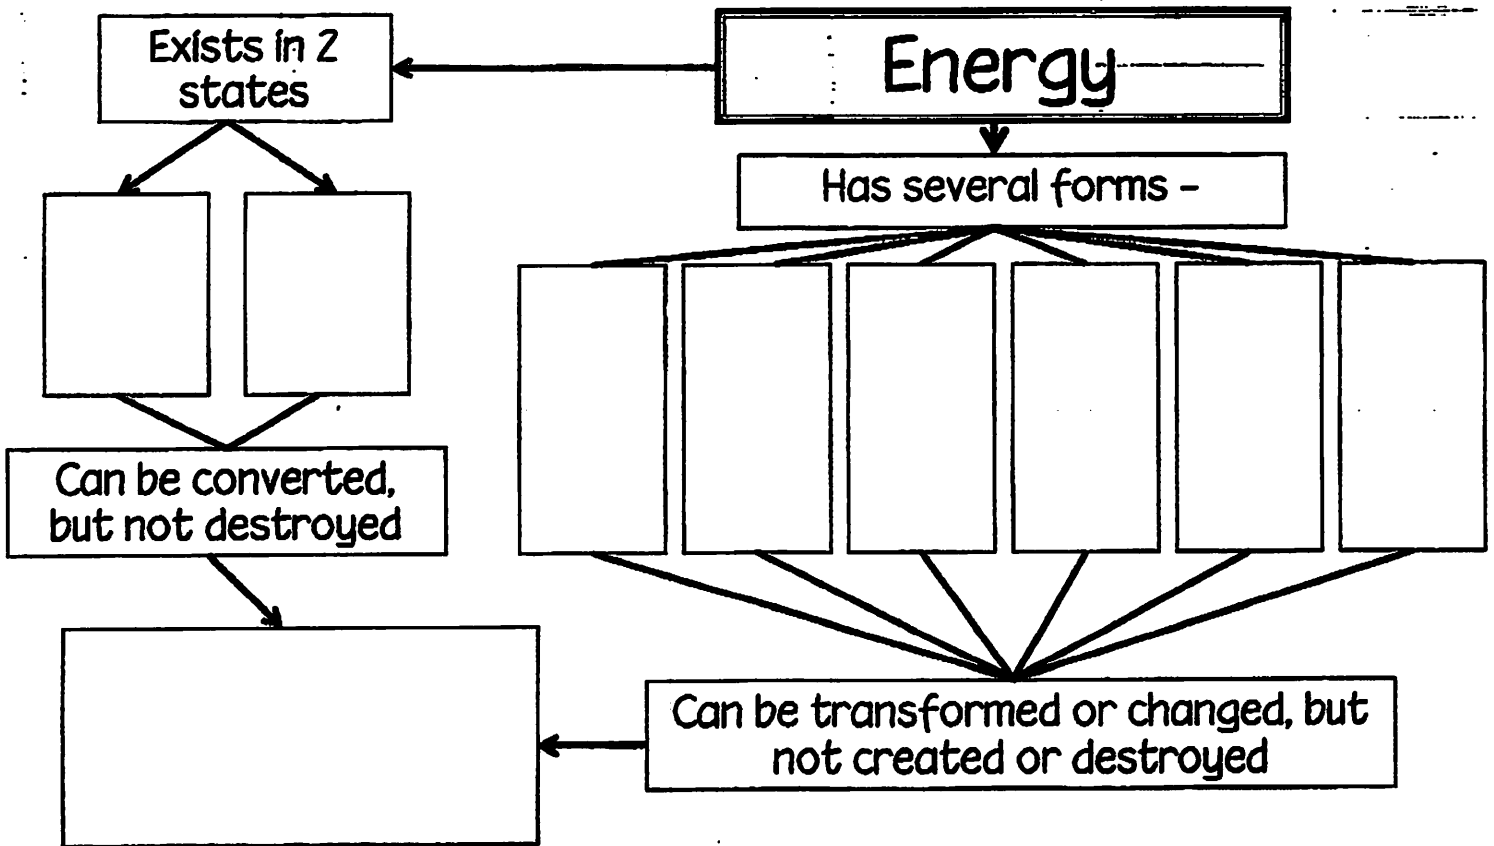 Energy
Exists in 2
states
Has several forms -
Can be converted,
but not destroyed
Can be transformed or changed, but
not created or destroyed